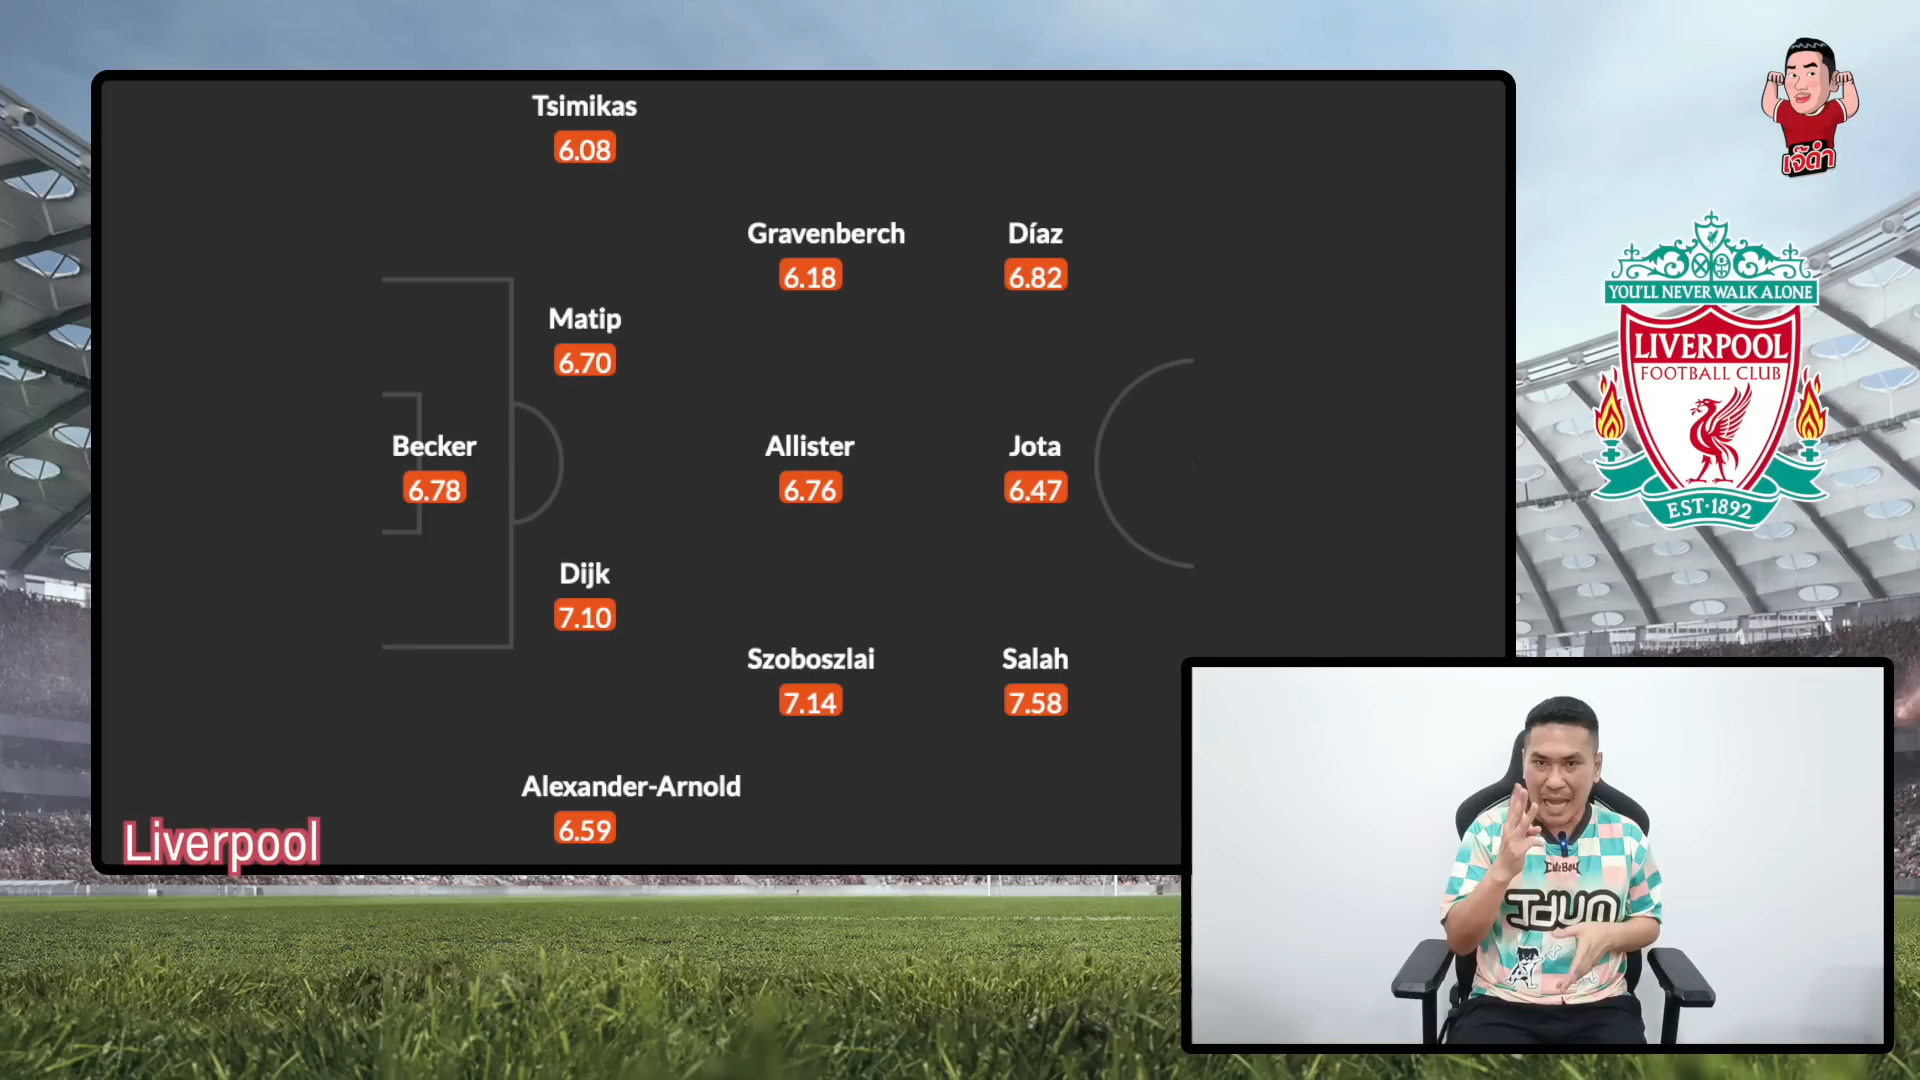 Tsimikas
6.08
Gravenberch
6.18
Díaz
6.82
Matip
6.70
Becker
6.78
Allister
6.76
Jota
6.47
Dijk
7.10
Szoboszlai
7.14
Salah
7.58
Alexander-Arnold
6.59
Liverpool
เจ๊ดำ
YOU'LL NEVER WALK ALONE
LIVERPOOL
FOOTBALL CLUB
EST·1892